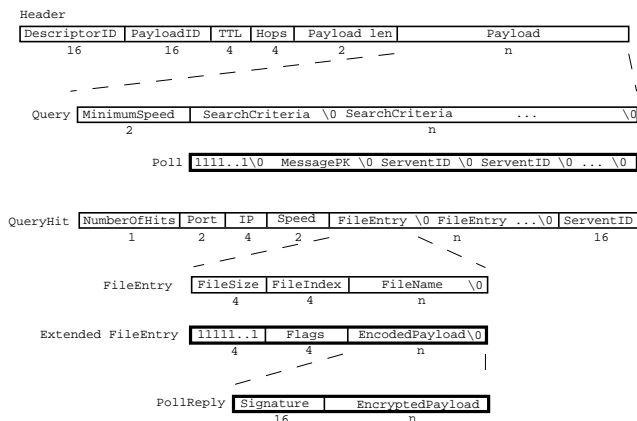 Header
DescriptorID PayloadID TTL Hops Payload len Payload
16 16 4 4 2 n
Query MinimumSpeed SearchCriteria \0 SearchCriteria ... \0
2 n
Poll 1111..1\0 MessagePK \0 ServentID \0 ServentID \0 ... \0
QueryHit NumberOfHits Port IP Speed FileEntry \0 FileEntry ...\0 ServentID
1 2 4 2 n 16
FileEntry FileSize FileIndex FileName \0
4 4 n
Extended FileEntry 11111..1 Flags EncodedPayload\0
4 4 n
PollReply Signature EncryptedPayload
16 n